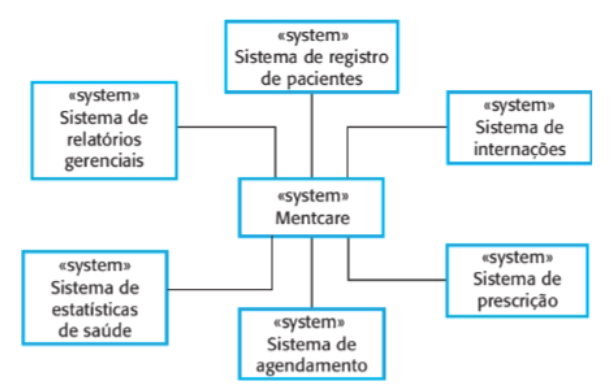 «system»
Sistema de registro
de pacientes
«system»
Sistema de
relatórios
gerenciais
«system»
Sistema de
internações
«system»
Mentcare
«system»
Sistema de
estatísticas
de saúde
«system»
Sistema de
agendamento
«system»
Sistema de
prescrição